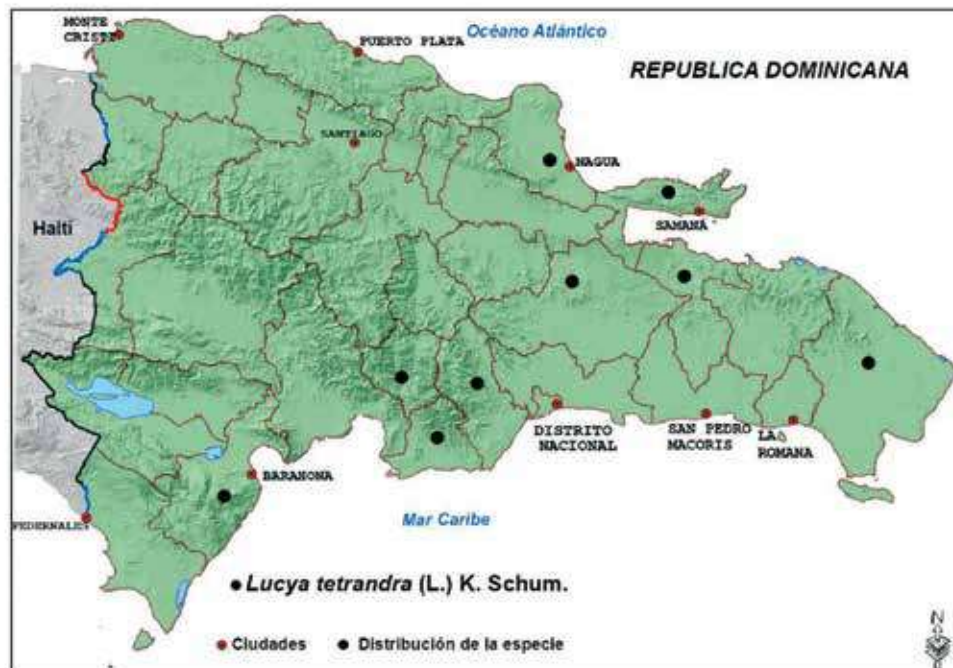 MONTE
CRISTI
PUERTO PLATA
Océano Atlántico
REPUBLICA DOMINICANA
SANTIAGO
NAGUA
SAMANÁ
Haití
DISTRITO
NACIONAL
SAN PEDRO
MACORIS
LA
ROMANA
BARAHONA
PEDERNALES
Mar Caribe
Lucya tetrandra (L.) K. Schum.
Ciudades
Distribución de la especie
N